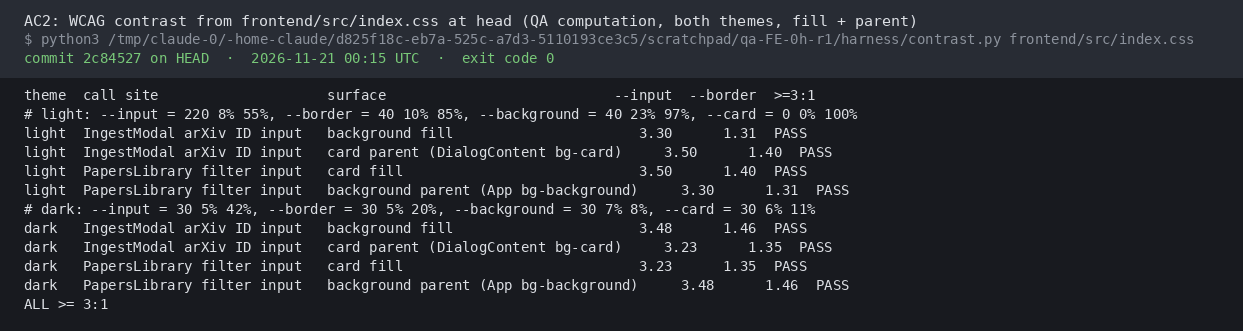 AC2: WCAG contrast from frontend/src/index.css at head (QA computation, both themes, fill + parent)
$ python3 /tmp/claude-0/-home-claude/d825f18c-eb7a-525c-a7d3-5110193ce3c5/scratchpad/qa-FE-0h-r1/harness/contrast.py frontend/src/index.css
commit 2c84527 on HEAD  ·  2026-11-21 00:15 UTC  ·  exit code 0
theme  call site                    surface                           --input  --border  >=3:1
# light: --input = 220 8% 55%, --border = 40 10% 85%, --background = 40 23% 97%, --card = 0 0% 100%
light  IngestModal arXiv ID input   background fill                      3.30      1.31  PASS
light  IngestModal arXiv ID input   card parent (DialogContent bg-card)     3.50      1.40  PASS
light  PapersLibrary filter input   card fill                            3.50      1.40  PASS
light  PapersLibrary filter input   background parent (App bg-background)     3.30      1.31  PASS
# dark: --input = 30 5% 42%, --border = 30 5% 20%, --background = 30 7% 8%, --card = 30 6% 11%
dark   IngestModal arXiv ID input   background fill                      3.48      1.46  PASS
dark   IngestModal arXiv ID input   card parent (DialogContent bg-card)     3.23      1.35  PASS
dark   PapersLibrary filter input   card fill                            3.23      1.35  PASS
dark   PapersLibrary filter input   background parent (App bg-background)     3.48      1.46  PASS
ALL >= 3:1